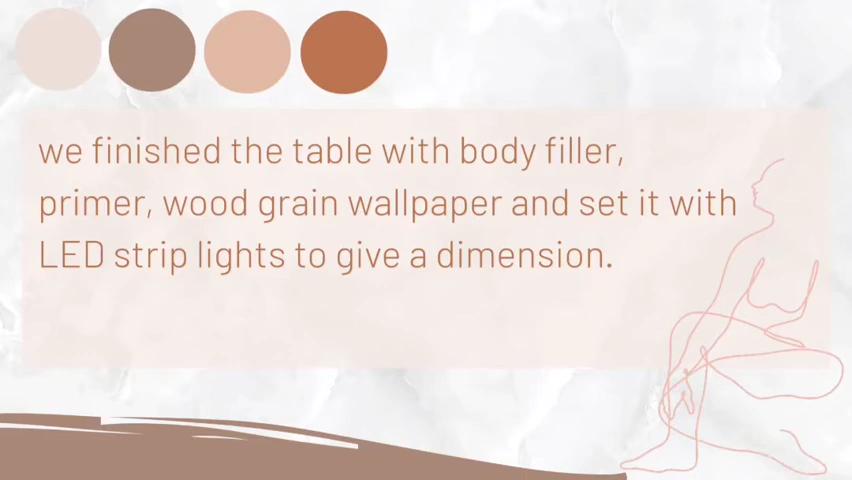 we finished the table with body filler,
primer, wood grain wallpaper and set it with
LED strip lights to give a dimension.